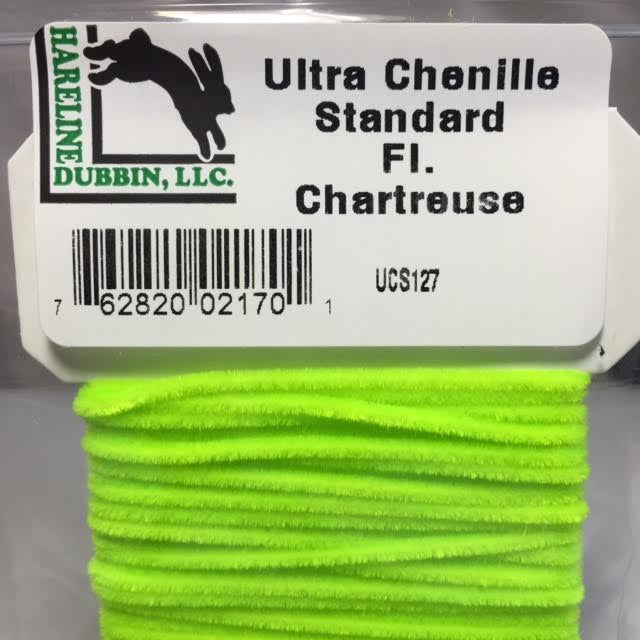 HARELINE
DUBBIN, LLC.
Ultra Chenille
Standard
Fl.
Chartreuse
UCS127
7 62820 02170 1